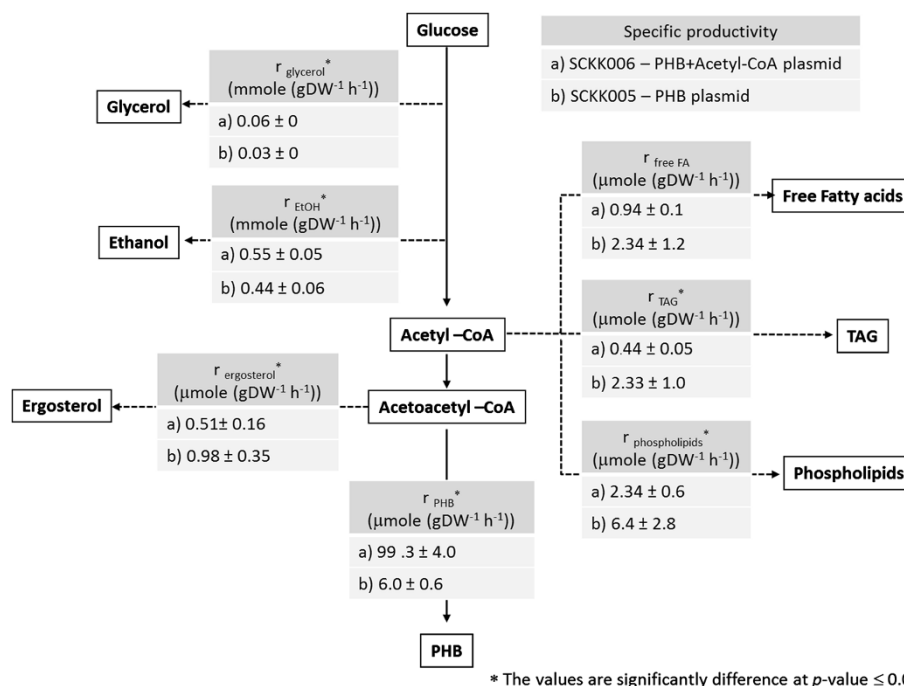 Glucose
Specific productivity
a) SCKK006 – PHB+Acetyl-CoA plasmid
b) SCKK005 – PHB plasmid
r glycerol*
(mmole (gDW-1 h-1))
a) 0.06 ± 0
b) 0.03 ± 0
Glycerol
r EtOH*
(mmole (gDW-1 h-1))
a) 0.55 ± 0.05
b) 0.44 ± 0.06
Ethanol
r free FA
(μmole (gDW-1 h-1))
a) 0.94 ± 0.1
b) 2.34 ± 1.2
Free Fatty acids
Acetyl –CoA
r TAG*
(μmole (gDW-1 h-1))
a) 0.44 ± 0.05
b) 2.33 ± 1.0
TAG
r ergosterol*
(μmole (gDW-1 h-1))
a) 0.51± 0.16
b) 0.98 ± 0.35
Ergosterol
Acetoacetyl –CoA
r phospholipids*
(μmole (gDW-1 h-1))
a) 2.34 ± 0.6
b) 6.4 ± 2.8
Phospholipids
r PHB*
(μmole (gDW-1 h-1))
a) 99 .3 ± 4.0
b) 6.0 ± 0.6
PHB
* The values are significantly difference at p-value ≤